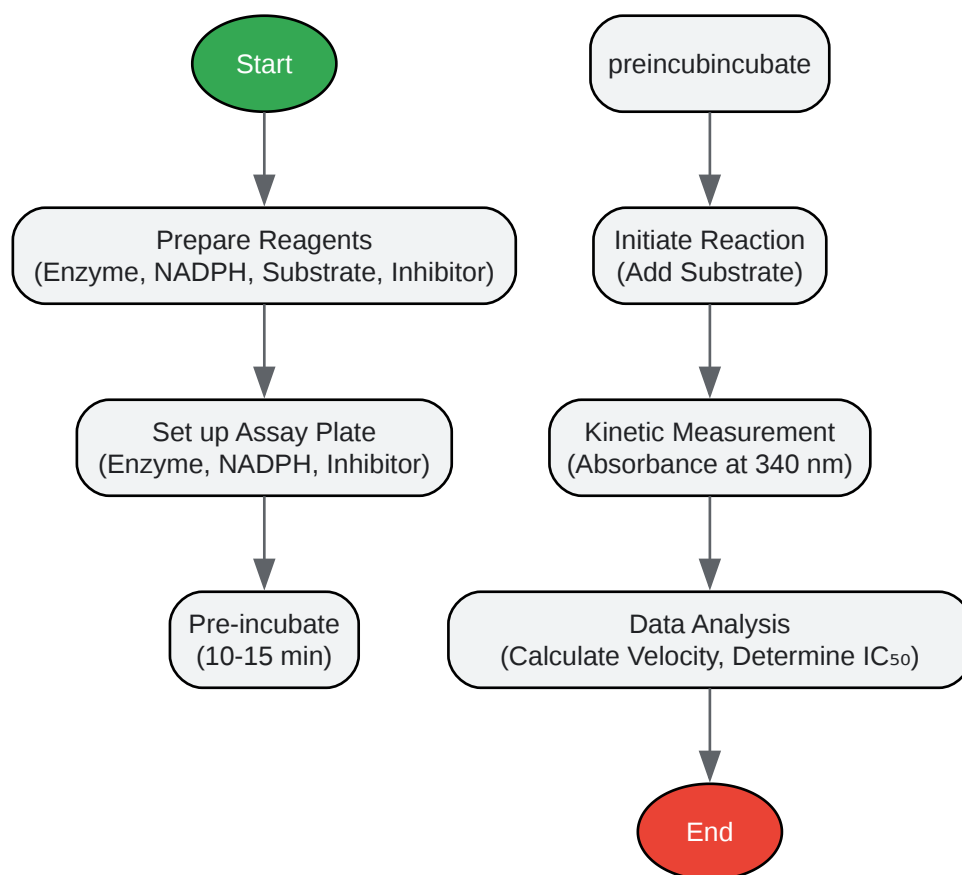 Start
Prepare Reagents
(Enzyme, NADPH, Substrate, Inhibitor)
Set up Assay Plate
(Enzyme, NADPH, Inhibitor)
Pre-incubate
(10-15 min)
preincubincubate
Initiate Reaction
(Add Substrate)
Kinetic Measurement
(Absorbance at 340 nm)
Data Analysis
(Calculate Velocity, Determine IC₅₀)
End